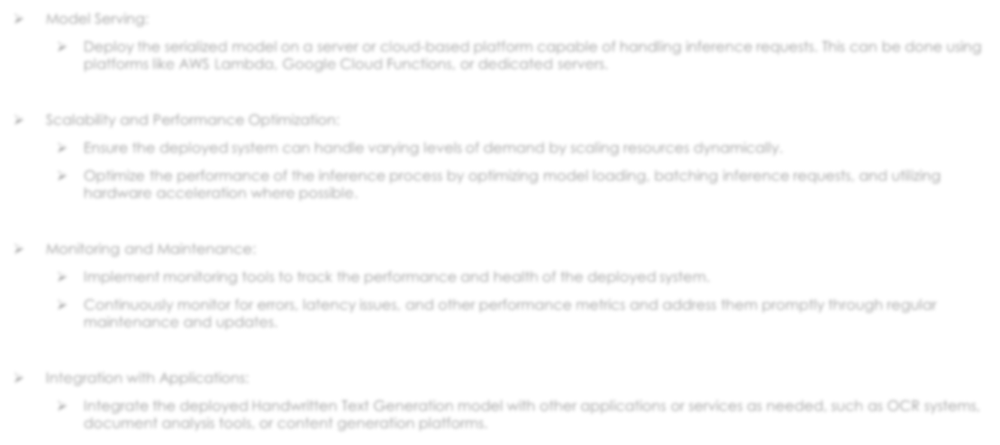 ➢ Model Serving:
➢ Deploy the serialized model on a server or cloud-based platform capable of handling inference requests. This can be done using
platforms like AWS Lambda, Google Cloud Functions, or dedicated servers.
➢ Scalability and Performance Optimization:
➢ Ensure the deployed system can handle varying levels of demand by scaling resources dynamically.
➢ Optimize the performance of the inference process by optimizing model loading, batching inference requests, and utilizing
hardware acceleration where possible.
➢ Monitoring and Maintenance:
➢ Implement monitoring tools to track the performance and health of the deployed system.
➢ Continuously monitor for errors, latency issues, and other performance metrics and address them promptly through regular
maintenance and updates.
➢ Integration with Applications:
➢ Integrate the deployed Handwritten Text Generation model with other applications or services as needed, such as OCR systems,
document analysis tools, or content generation platforms.